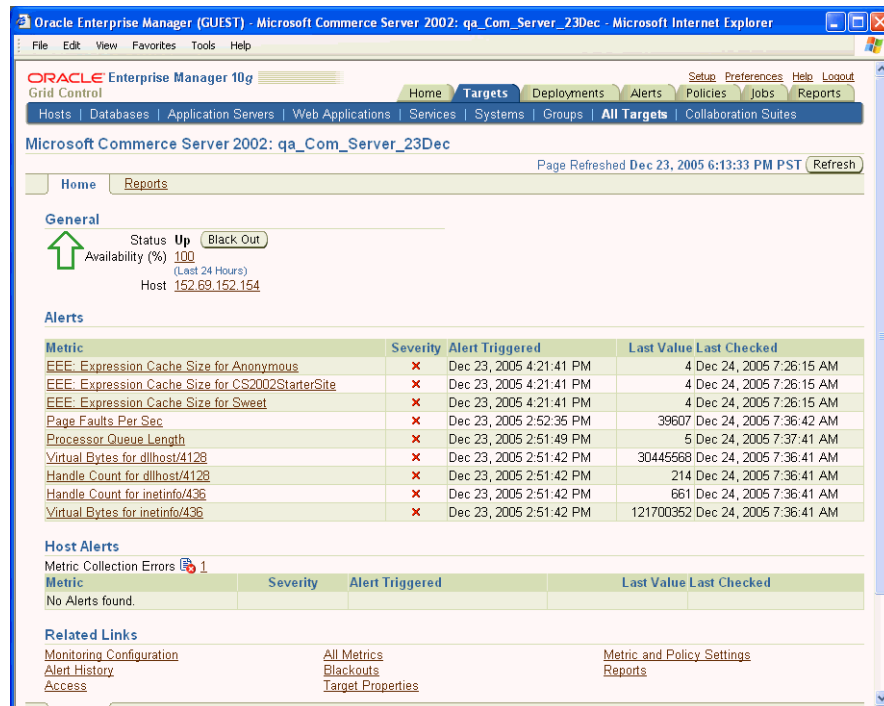 Oracle Enterprise Manager (GUEST) - Microsoft Commerce Server 2002: qa_Com_Server_23Dec - Microsoft Internet Explorer
File Edit View Favorites Tools Help
ORACLE Enterprise Manager 10g
Setup Preferences Help Logout
Grid Control
Home Targets Deployments Alerts Policies Jobs Reports
Hosts | Databases | Application Servers | Web Applications | Services | Systems | Groups | All Targets | Collaboration Suites
Microsoft Commerce Server 2002: qa_Com_Server_23Dec
Page Refreshed Dec 23, 2005 6:13:33 PM PST Refresh
Home Reports
General
Status Up Black Out
Availability (%) 100
(Last 24 Hours)
Host 152.69.152.154
Alerts
Metric Severity Alert Triggered Last Value Last Checked
EEE: Expression Cache Size for Anonymous Dec 23, 2005 4:21:41 PM 4 Dec 24, 2005 7:26:15 AM
EEE: Expression Cache Size for CS2002StarterSite Dec 23, 2005 4:21:41 PM 4 Dec 24, 2005 7:26:15 AM
EEE: Expression Cache Size for Sweet Dec 23, 2005 4:21:41 PM 4 Dec 24, 2005 7:26:15 AM
Page Faults Per Sec Dec 23, 2005 2:52:35 PM 39607 Dec 24, 2005 7:36:42 AM
Processor Queue Length Dec 23, 2005 2:51:49 PM 5 Dec 24, 2005 7:37:41 AM
Virtual Bytes for dllhost/4128 Dec 23, 2005 2:51:42 PM 30445568 Dec 24, 2005 7:36:41 AM
Handle Count for dllhost/4128 Dec 23, 2005 2:51:42 PM 214 Dec 24, 2005 7:36:41 AM
Handle Count for inetinfo/436 Dec 23, 2005 2:51:42 PM 661 Dec 24, 2005 7:36:41 AM
Virtual Bytes for inetinfo/436 Dec 23, 2005 2:51:42 PM 121700352 Dec 24, 2005 7:36:41 AM
Host Alerts
Metric Collection Errors 1
Metric Severity Alert Triggered Last Value Last Checked
No Alerts found.
Related Links
Monitoring Configuration All Metrics Metric and Policy Settings
Alert History Blackouts Reports
Access Target Properties